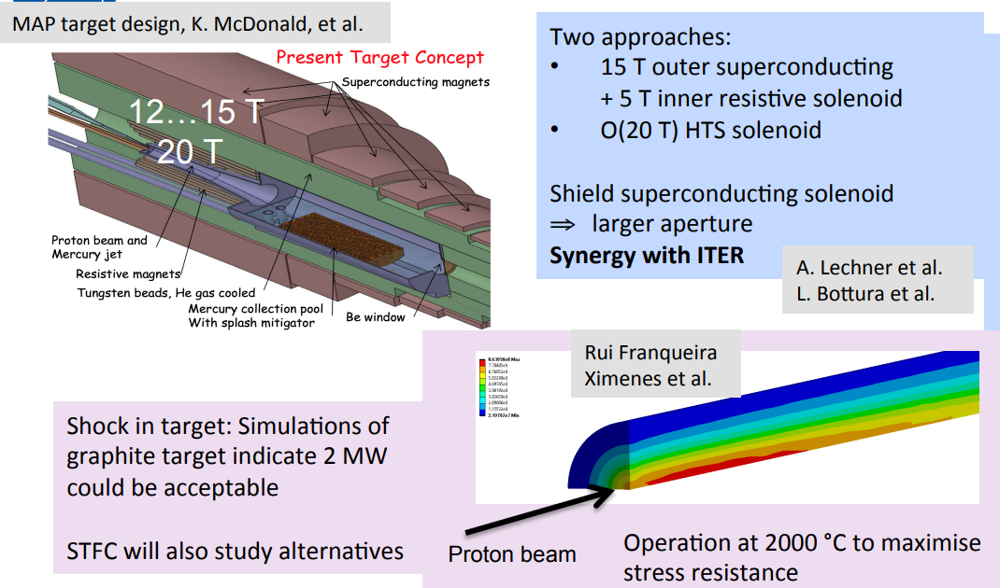 MAP target design, K. McDonald, et al.
Present Target Concept
Superconducting magnets
12…15 T
20 T
Proton beam and
Mercury jet
Resistive magnets
Tungsten beads, He gas cooled
Mercury collection pool
With splash mitigator
Be window
Two approaches:
• 15 T outer superconducting
+ 5 T inner resistive solenoid
• O(20 T) HTS solenoid
Shield superconducting solenoid
⇒ larger aperture
Synergy with ITER
A. Lechner et al.
L. Bottura et al.
Rui Franqueira
Ximenes et al.
Shock in target: Simulations of
graphite target indicate 2 MW
could be acceptable
STFC will also study alternatives
Proton beam
Operation at 2000 °C to maximise
stress resistance